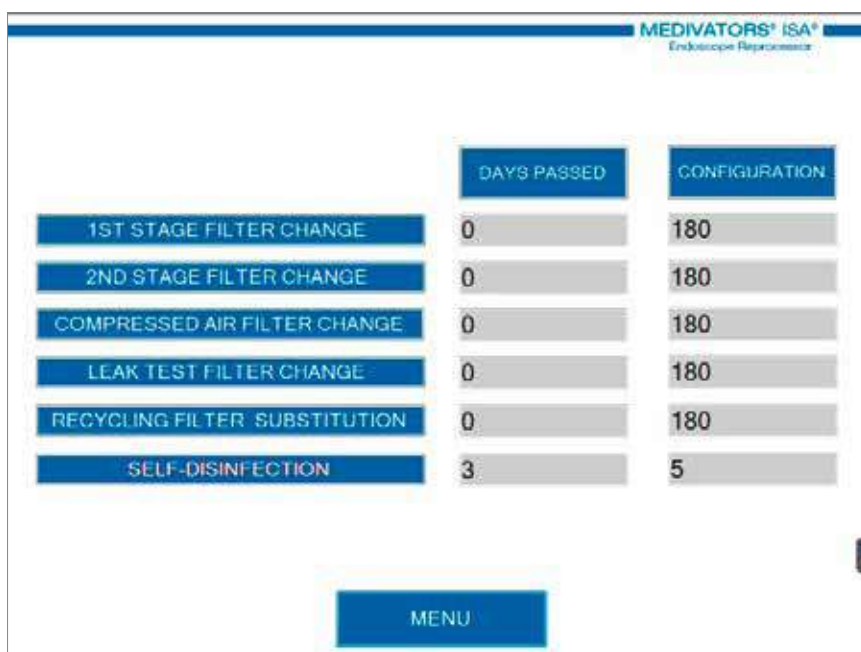 MEDIVATORS® ISA®
Endoscope Reprocessor
DAYS PASSED CONFIGURATION
1ST STAGE FILTER CHANGE 0 180
2ND STAGE FILTER CHANGE 0 180
COMPRESSED AIR FILTER CHANGE 0 180
LEAK TEST FILTER CHANGE 0 180
RECYCLING FILTER SUBSTITUTION 0 180
SELF-DISINFECTION 3 5
MENU